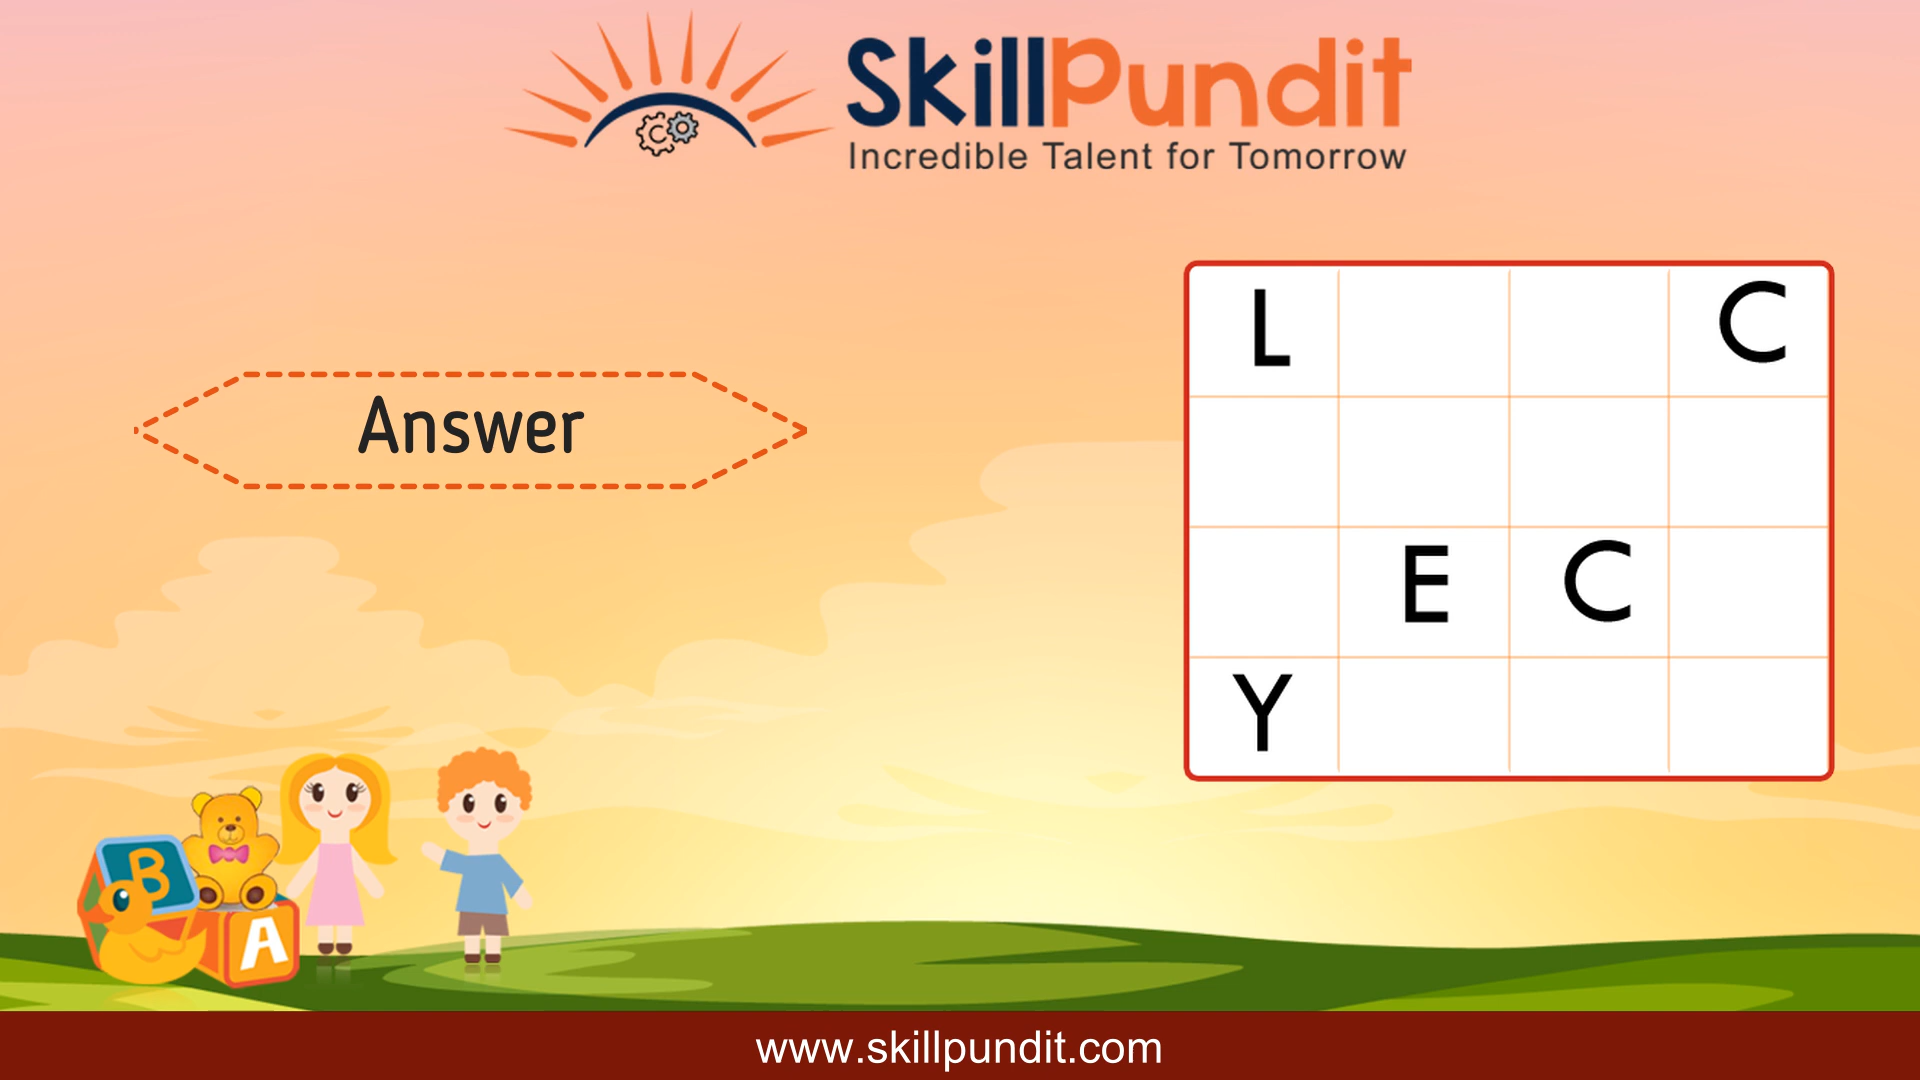 SkillPundit
Incredible Talent for Tomorrow
Answer
L C
E C
Y
B
A
www.skillpundit.com